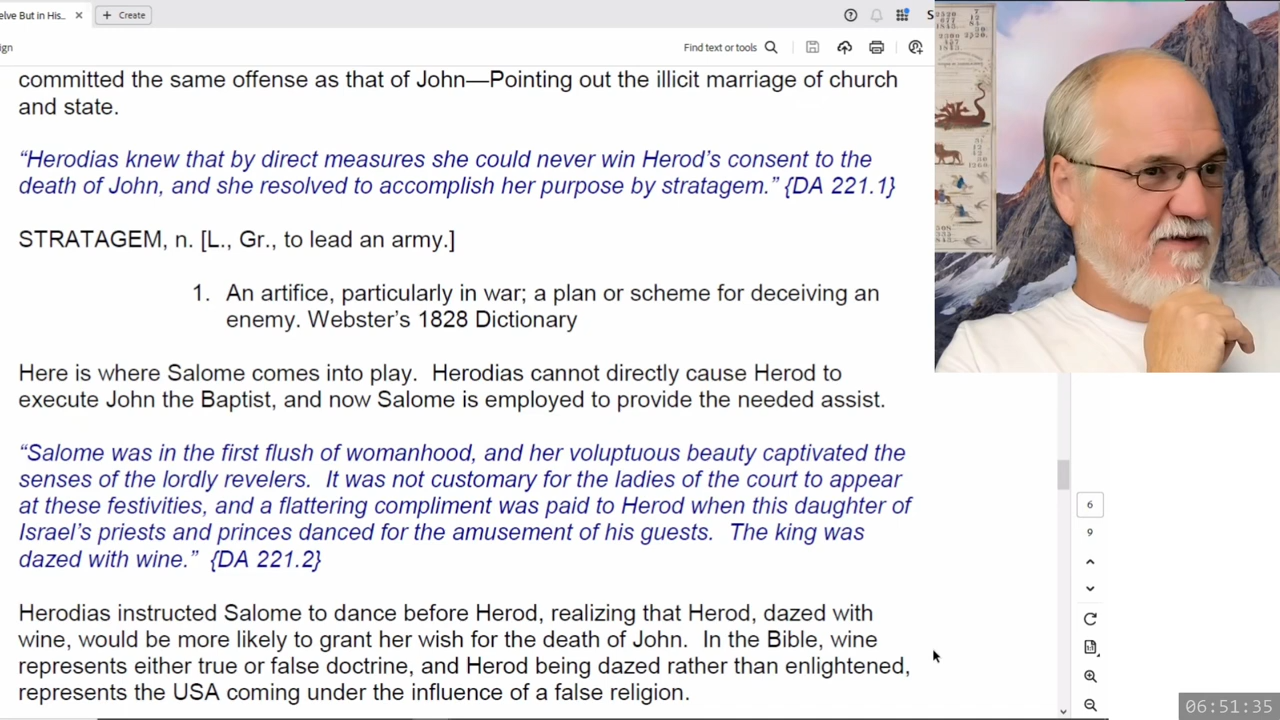 elve But in His...
Create
ign
Find text or tools
S
committed the same offense as that of John—Pointing out the illicit marriage of church
and state.
“Herodias knew that by direct measures she could never win Herod’s consent to the
death of John, and she resolved to accomplish her purpose by stratagem.” {DA 221.1}
STRATAGEM, n. [L., Gr., to lead an army.]
1. An artifice, particularly in war; a plan or scheme for deceiving an
enemy. Webster’s 1828 Dictionary
Here is where Salome comes into play. Herodias cannot directly cause Herod to
execute John the Baptist, and now Salome is employed to provide the needed assist.
“Salome was in the first flush of womanhood, and her voluptuous beauty captivated the
senses of the lordly revelers. It was not customary for the ladies of the court to appear
at these festivities, and a flattering compliment was paid to Herod when this daughter of
Israel’s priests and princes danced for the amusement of his guests. The king was
dazed with wine.” {DA 221.2}
Herodias instructed Salome to dance before Herod, realizing that Herod, dazed with
wine, would be more likely to grant her wish for the death of John. In the Bible, wine
represents either true or false doctrine, and Herod being dazed rather than enlightened,
represents the USA coming under the influence of a false religion.
6
9
06:51:35